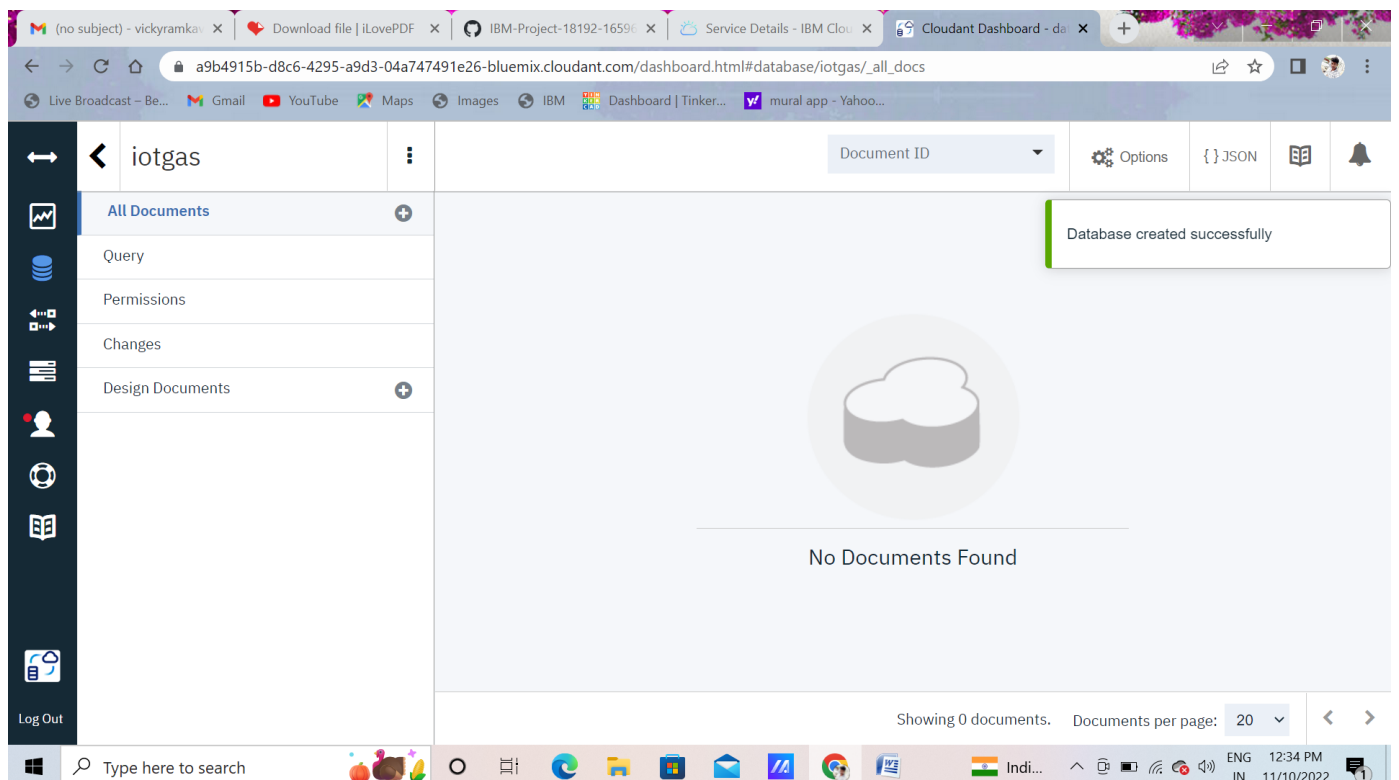 (no subject) - vickyramkav
Download file | iLovePDF
IBM-Project-18192-16596
Service Details - IBM Clou
Cloudant Dashboard - dat
a9b4915b-d8c6-4295-a9d3-04a747491e26-bluemix.cloudant.com/dashboard.html#database/iotgas/_all_docs
Live Broadcast – Be...
Gmail
YouTube
Maps
Images
IBM
Dashboard | Tinker...
mural app - Yahoo...
iotgas
Document ID
Options
{ } JSON
All Documents
Database created successfully
Query
Permissions
Changes
Design Documents
No Documents Found
Log Out
Showing 0 documents.
Documents per page:
20
Type here to search
Indi...
ENG
IN
12:34 PM
11/10/2022
1